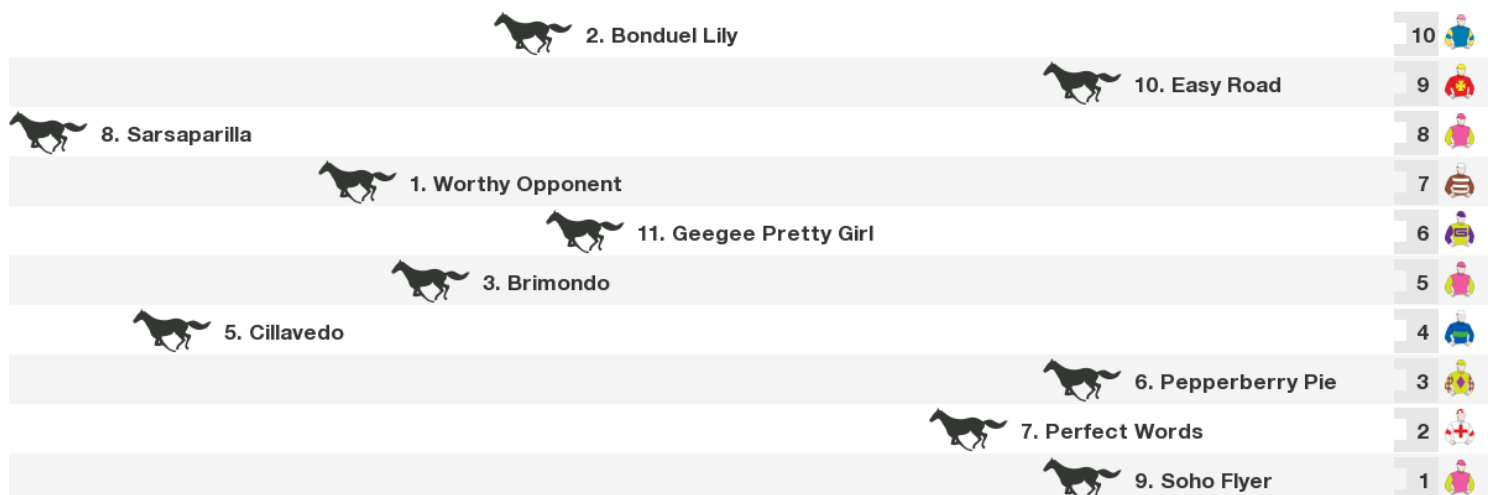 2. Bonduel Lily 10
10. Easy Road 9
8. Sarsaparilla 8
1. Worthy Opponent 7
11. Geegee Pretty Girl 6
3. Brimondo 5
5. Cillavedo 4
6. Pepperberry Pie 3
7. Perfect Words 2
9. Soho Flyer 1